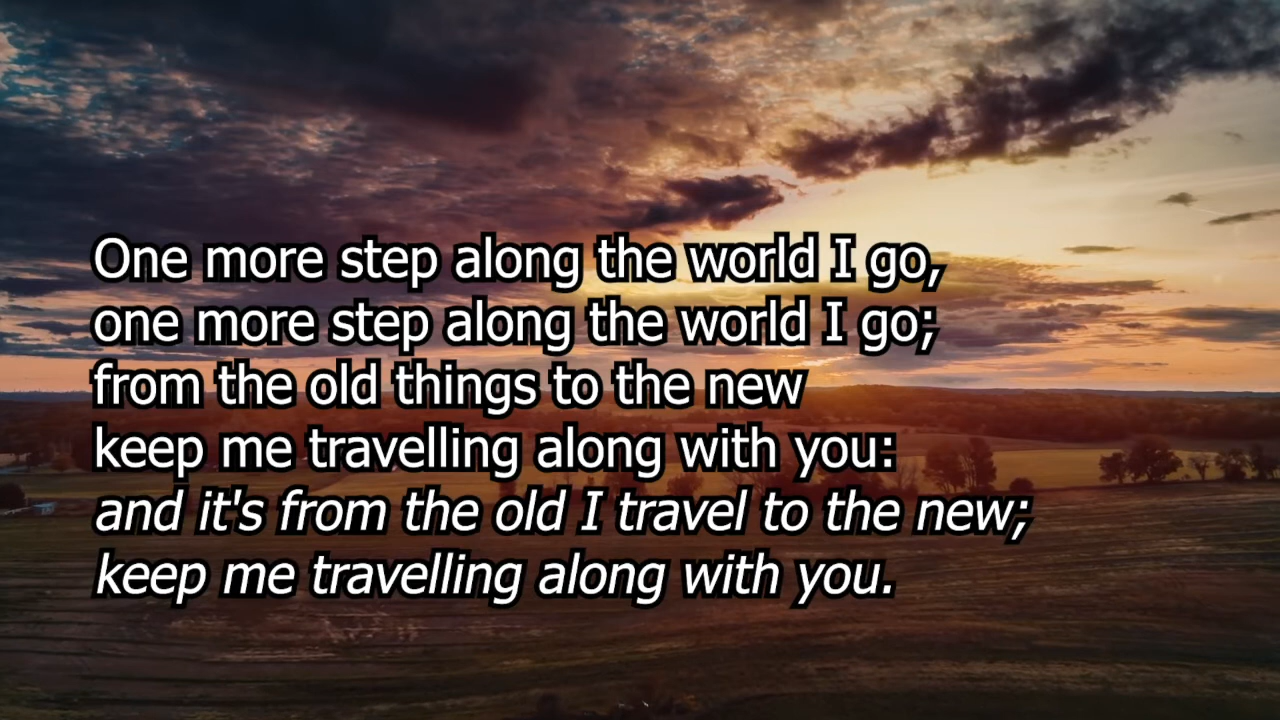 One more step along the world I go,
one more step along the world I go;
from the old things to the new
keep me travelling along with you:
and it's from the old I travel to the new;
keep me travelling along with you.